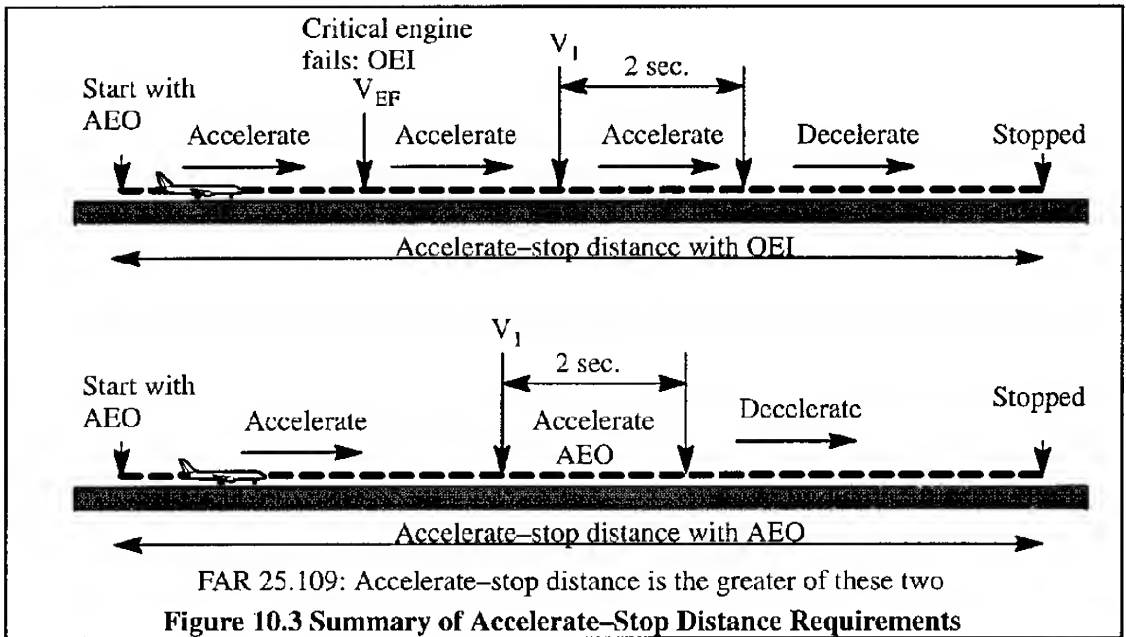 Critical engine
fails: OEI
V1
2 sec.
Start with
AEO
VEF
Accelerate
Accelerate
Accelerate
Decelerate
Stopped
Accelerate–stop distance with OEI
V1
2 sec.
Start with
AEO
Accelerate
Accelerate
AEO
Decelerate
Stopped
Accelerate–stop distance with AEO
FAR 25.109: Accelerate–stop distance is the greater of these two
Figure 10.3 Summary of Accelerate–Stop Distance Requirements